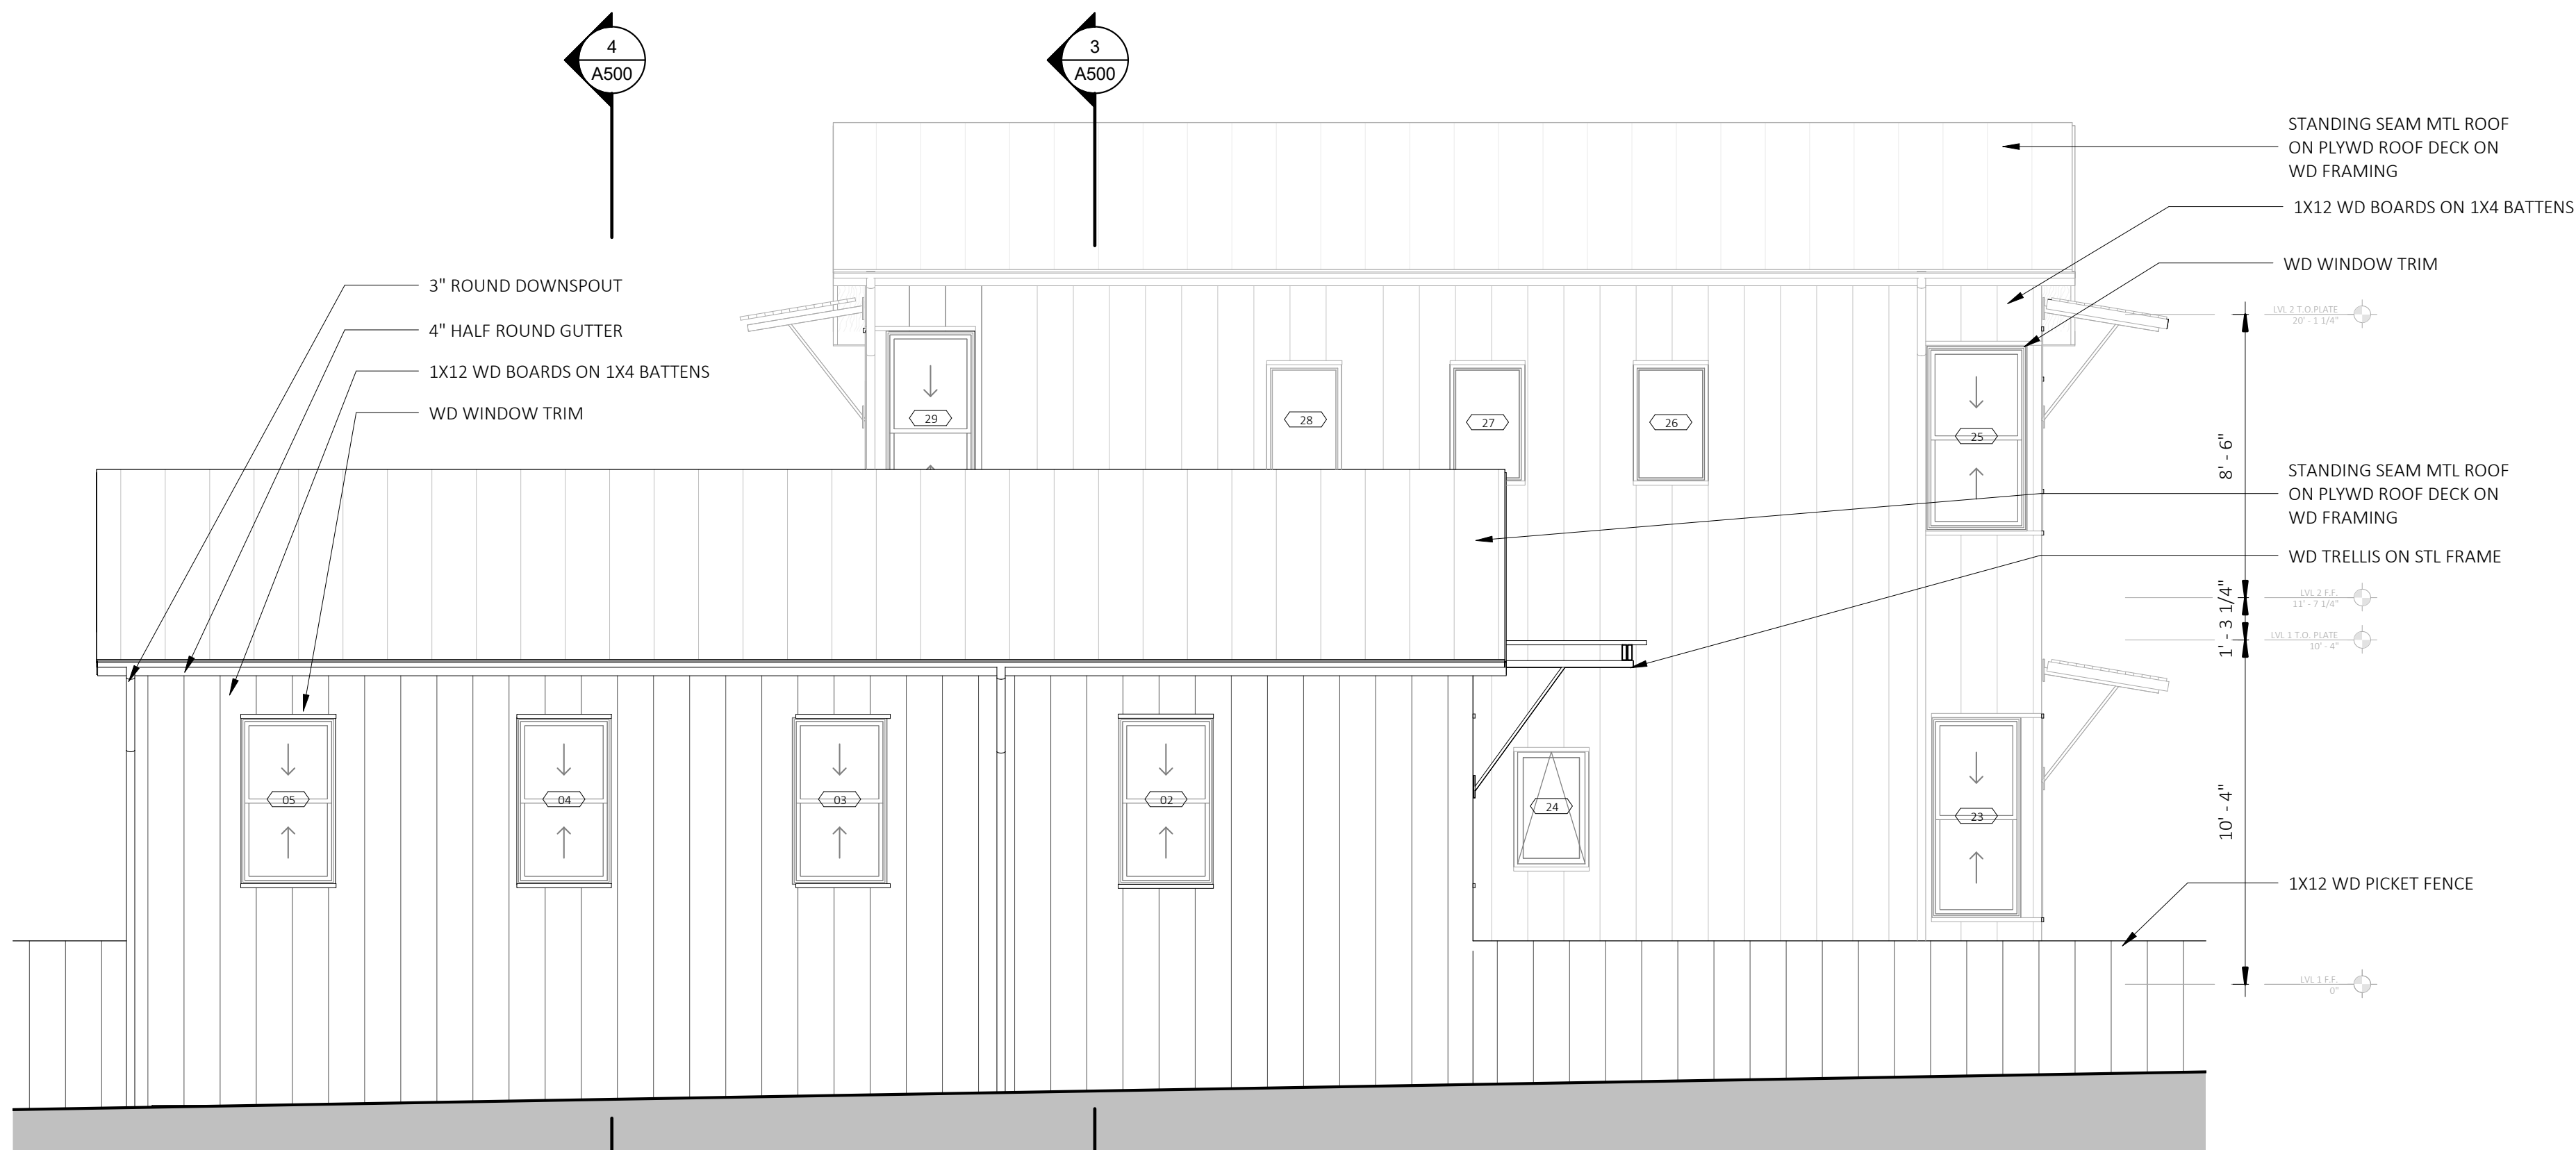 4
A500
3
A500
STANDING SEAM MTL ROOF
ON PLYWD ROOF DECK ON
WD FRAMING
1X12 WD BOARDS ON 1X4 BATTENS
WD WINDOW TRIM
3" ROUND DOWNSPOUT
4" HALF ROUND GUTTER
1X12 WD BOARDS ON 1X4 BATTENS
WD WINDOW TRIM
LVL 2 T.O.PLATE
20' - 1 1/4"
29
28
27
26
25
8' - 6"
STANDING SEAM MTL ROOF
ON PLYWD ROOF DECK ON
WD FRAMING
WD TRELLIS ON STL FRAME
LVL 2 F.F.
11' - 7 1/4"
1' - 3 1/4"
LVL 1 T.O. PLATE
10' - 4"
05
04
03
02
24
23
10' - 4"
1X12 WD PICKET FENCE
LVL 1 F.F.
0"